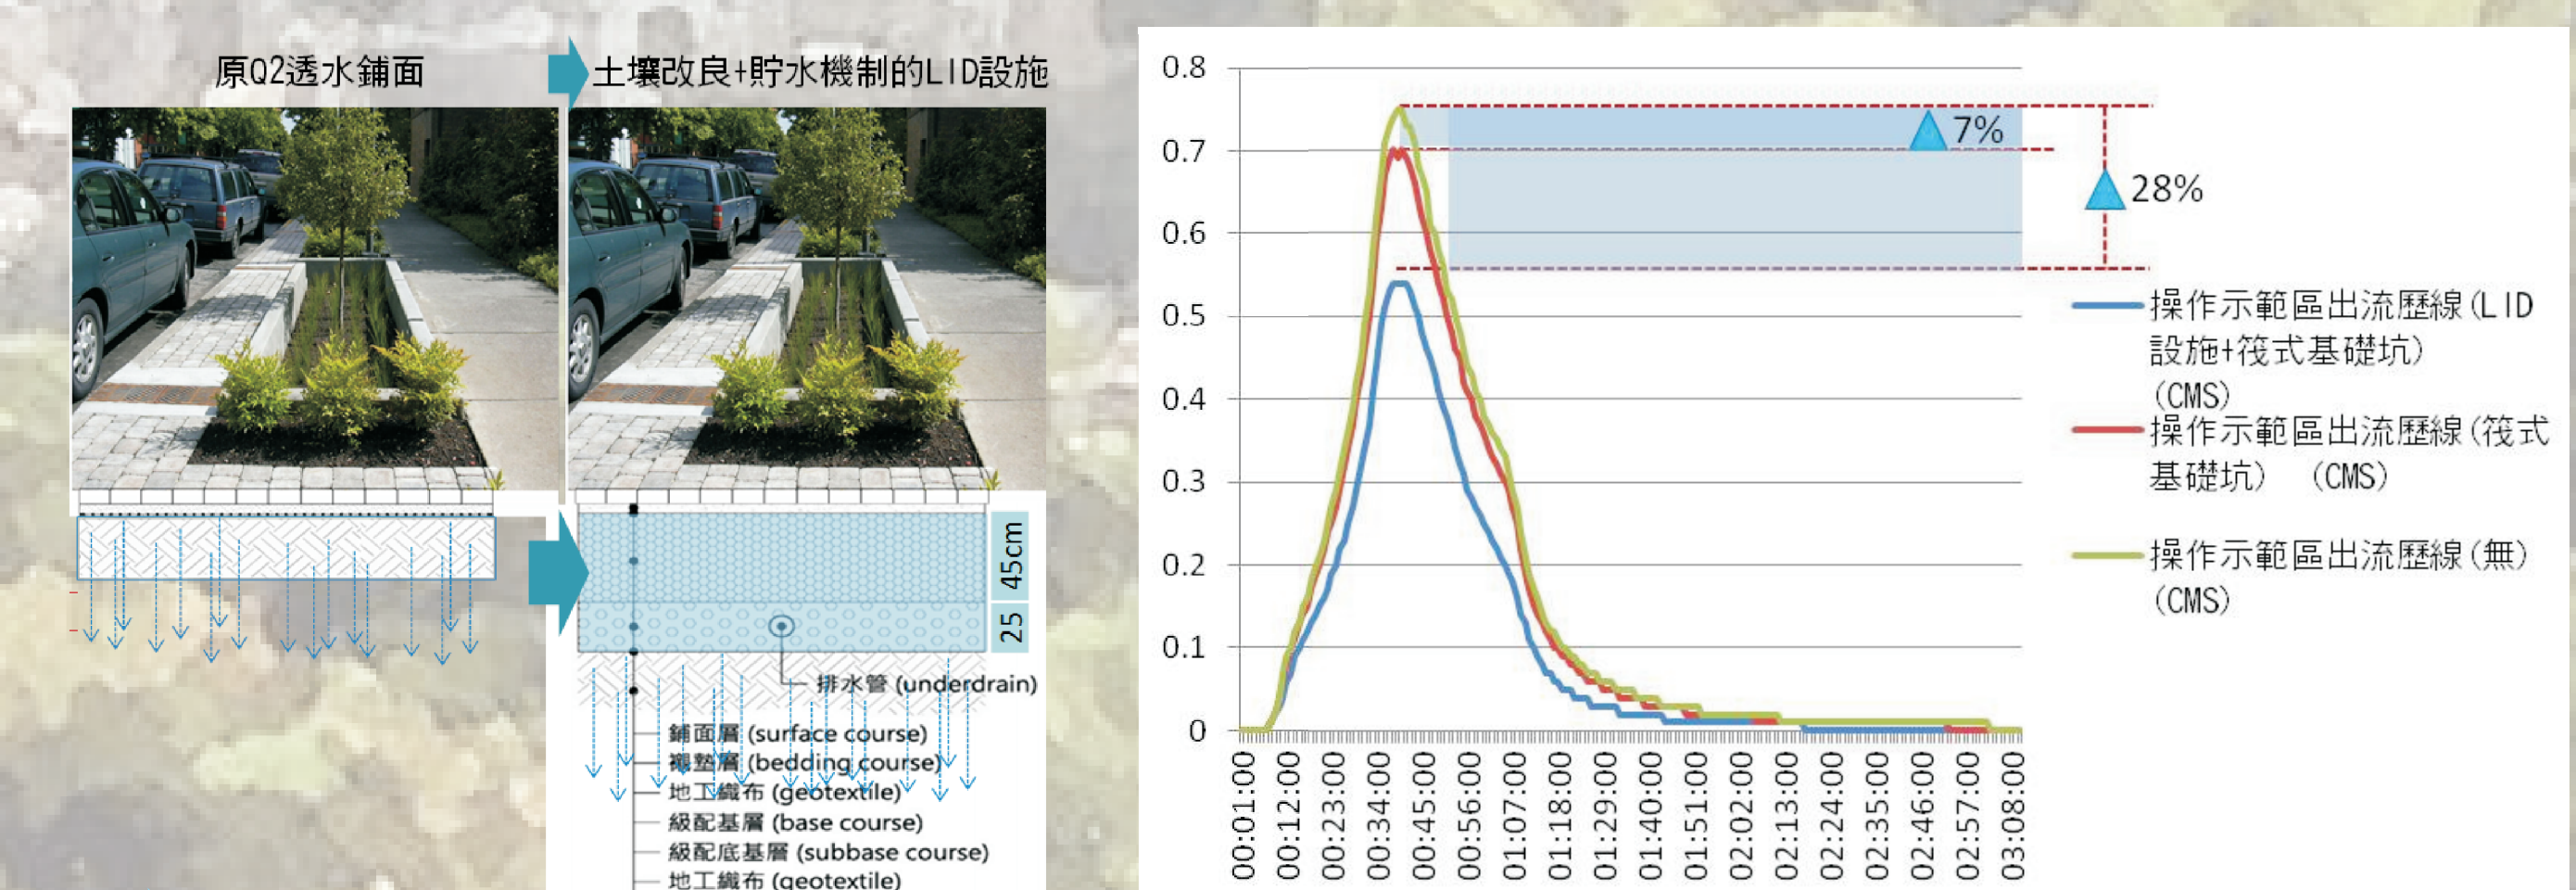 原Q2透水鋪面
土壤改良+貯水機制的LID設施
45cm
25
排水管 (underdrain)
鋪面層 (surface course)
襯墊層 (bedding course)
地工織布 (geotextile)
級配基層 (base course)
級配底基層 (subbase course)
地工織布 (geotextile)
0.8
0.7
0.6
0.5
0.4
0.3
0.2
0.1
0
7%
28%
操作示範區出流歷線(LID
設施+筏式基礎坑)
(CMS)
操作示範區出流歷線(筏式
基礎坑) (CMS)
操作示範區出流歷線(無)
(CMS)
00:01:00
00:12:00
00:23:00
00:34:00
00:45:00
00:56:00
01:07:00
01:18:00
01:29:00
01:40:00
01:51:00
02:02:00
02:13:00
02:24:00
02:35:00
02:46:00
02:57:00
03:08:00